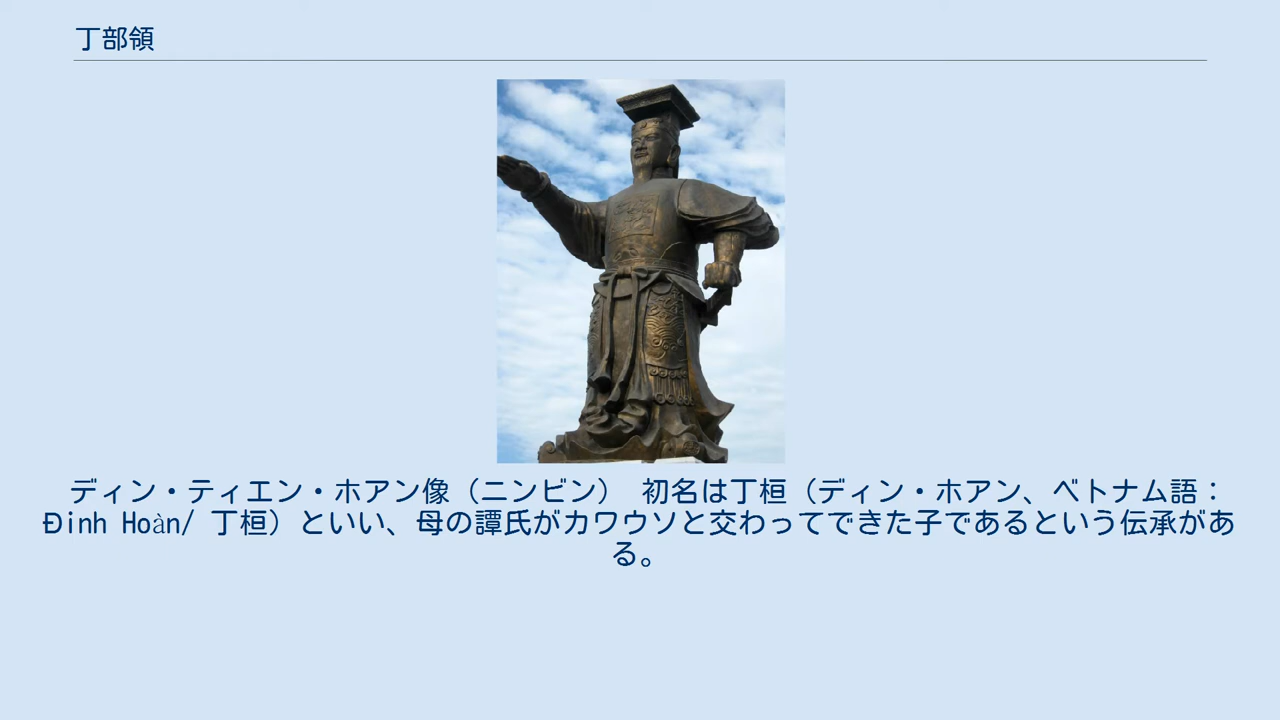 丁部領
ディン・ティエン・ホアン像（ニンビン）　初名は丁桓（ディン・ホアン、ベトナム語：
Đinh Hoàn/ 丁桓）といい、母の譚氏がカワウソと交わってできた子であるという伝承があ
る。